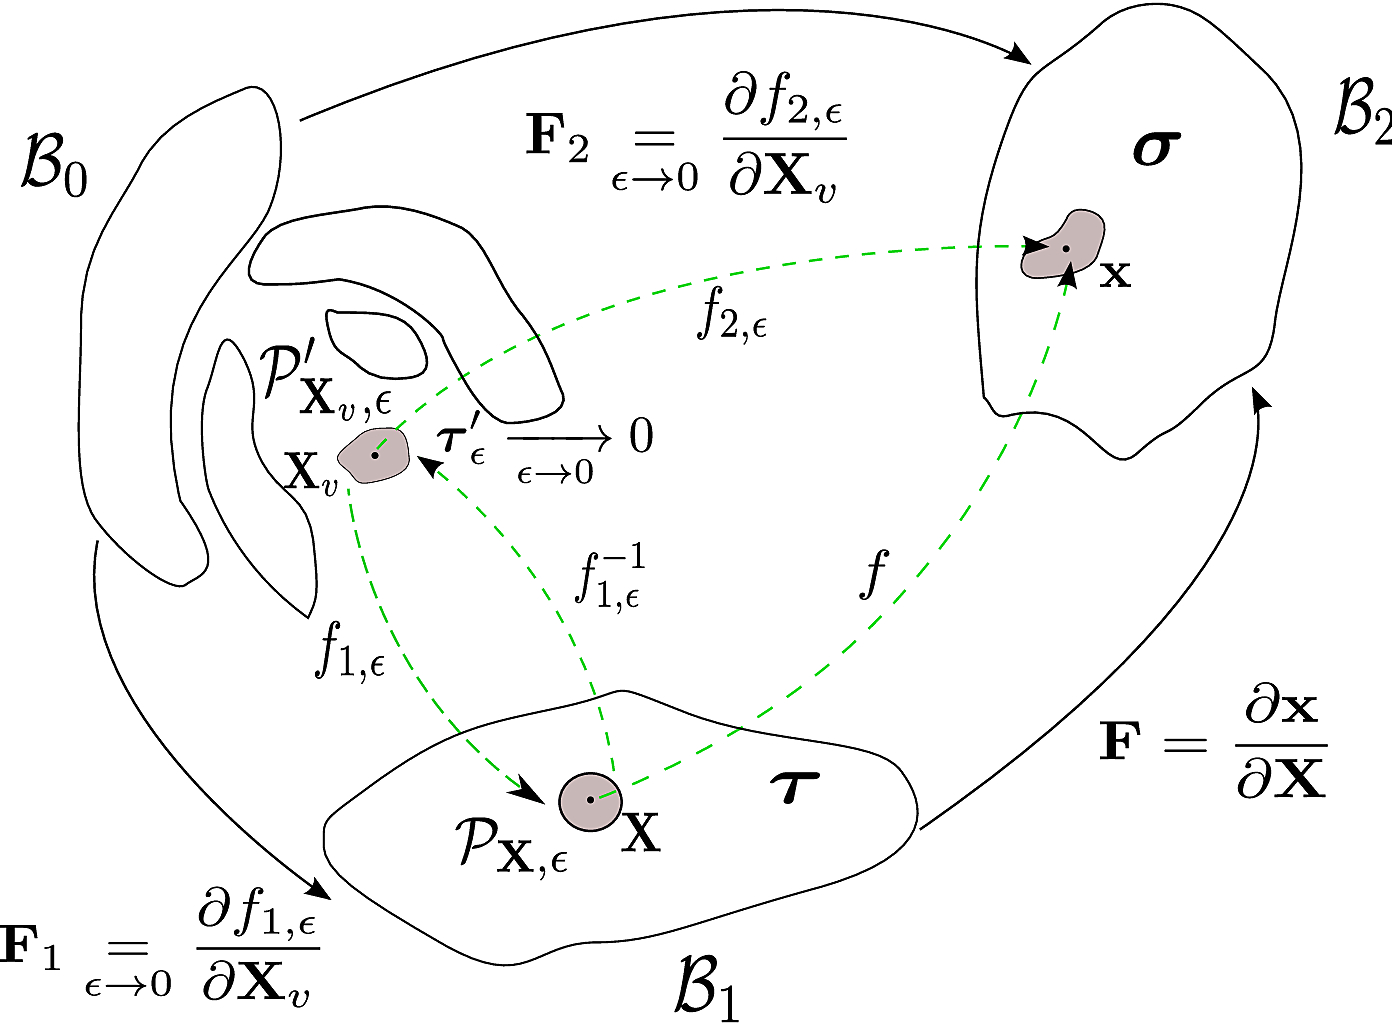 $\mathcal{B}_0$
$\mathbf{F}_2 \underset{\epsilon \to 0}{=} \frac{\partial f_{2,\epsilon}}{\partial \mathbf{X}_v}$
$\boldsymbol{\sigma}$
$\mathcal{B}_2$
$\mathbf{x}$
$f_{2,\epsilon}$
$\mathcal{P}'_{\mathbf{X}_v,\epsilon}$
$\mathbf{X}_v$
$\boldsymbol{\tau}'_\epsilon \xrightarrow[\epsilon \to 0]{} 0$
$f_{1,\epsilon}^{-1}$
$f$
$f_{1,\epsilon}$
$\mathbf{F} = \frac{\partial \mathbf{x}}{\partial \mathbf{X}}$
$\boldsymbol{\tau}$
$\mathcal{P}_{\mathbf{X},\epsilon}$
$\mathbf{X}$
$\mathbf{F}_1 \underset{\epsilon \to 0}{=} \frac{\partial f_{1,\epsilon}}{\partial \mathbf{X}_v}$
$\mathcal{B}_1$